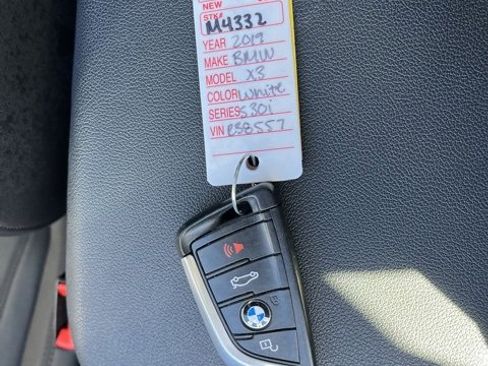 NEW
STK# M4332
YEAR 2019
MAKE BMW
MODEL X3
COLOR White
SERIES S30i
VIN R58557
BMW